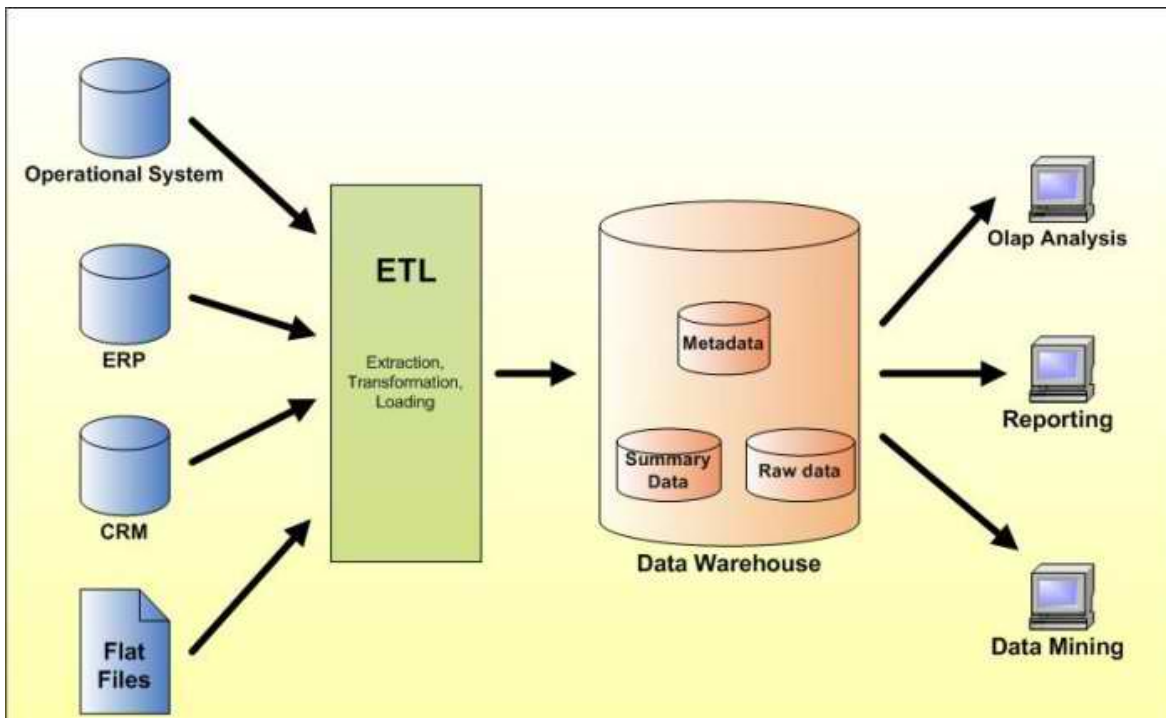 Operational System
ERP
CRM
Flat
Files
ETL
Extraction,
Transformation,
Loading
Metadata
Summary
Data
Raw data
Data Warehouse
Olap Analysis
Reporting
Data Mining